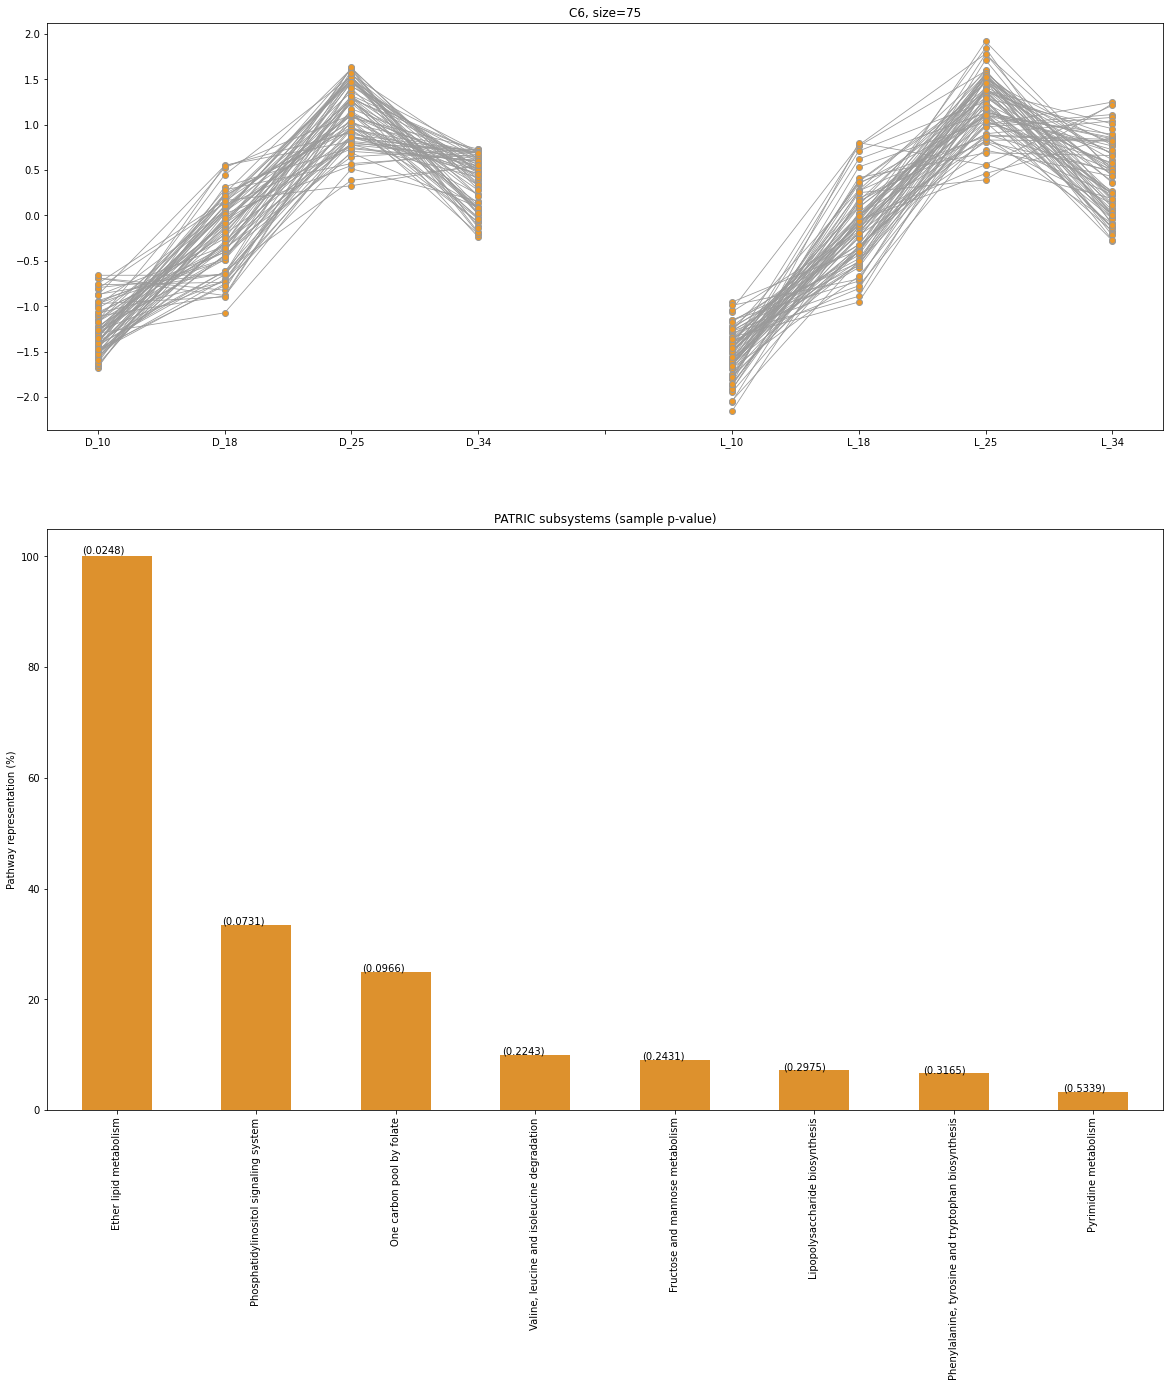 C6, size=75
2.0
1.5
1.0
0.5
0.0
−0.5
−1.0
−1.5
−2.0
D_10 D_18 D_25 D_34 L_10 L_18 L_25 L_34
PATRIC subsystems (sample p-value)
Pathway representation (%)
100
80
60
40
20
0
(0.0248)
(0.0731)
(0.0966)
(0.2243)
(0.2431)
(0.2975)
(0.3165)
(0.5339)
Ether lipid metabolism
Phosphatidylinositol signaling system
One carbon pool by folate
Valine, leucine and isoleucine degradation
Fructose and mannose metabolism
Lipopolysaccharide biosynthesis
Phenylalanine, tyrosine and tryptophan biosynthesis
Pyrimidine metabolism